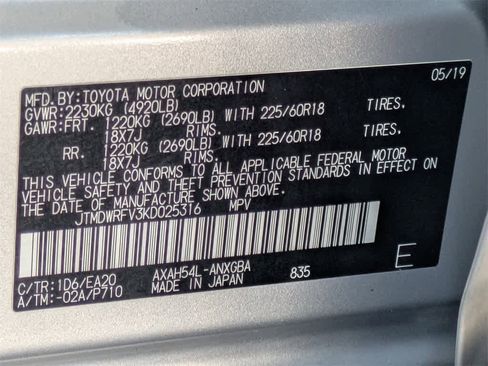 MFD.BY:TOYOTA MOTOR CORPORATION 05/19
GVWR:2230KG (4920LB)
GAWR:FRT. 1220KG (2690LB) WITH 225/60R18 TIRES.
18X7J RIMS.
RR. 1220KG (2690LB) WITH 225/60R18 TIRES.
18X7J RIMS.
THIS VEHICLE CONFORMS TO ALL APPLICABLE FEDERAL MOTOR
VEHICLE SAFETY AND THEFT PREVENTION STANDARDS IN EFFECT ON
THE DATE OF MANUFACTURE SHOWN ABOVE.
JTMDWRFV3KD025316 MPV
C/TR:1D6/EA20 AXAH54L-ANXGBA 835 E
A/TM:-02A/P710 MADE IN JAPAN